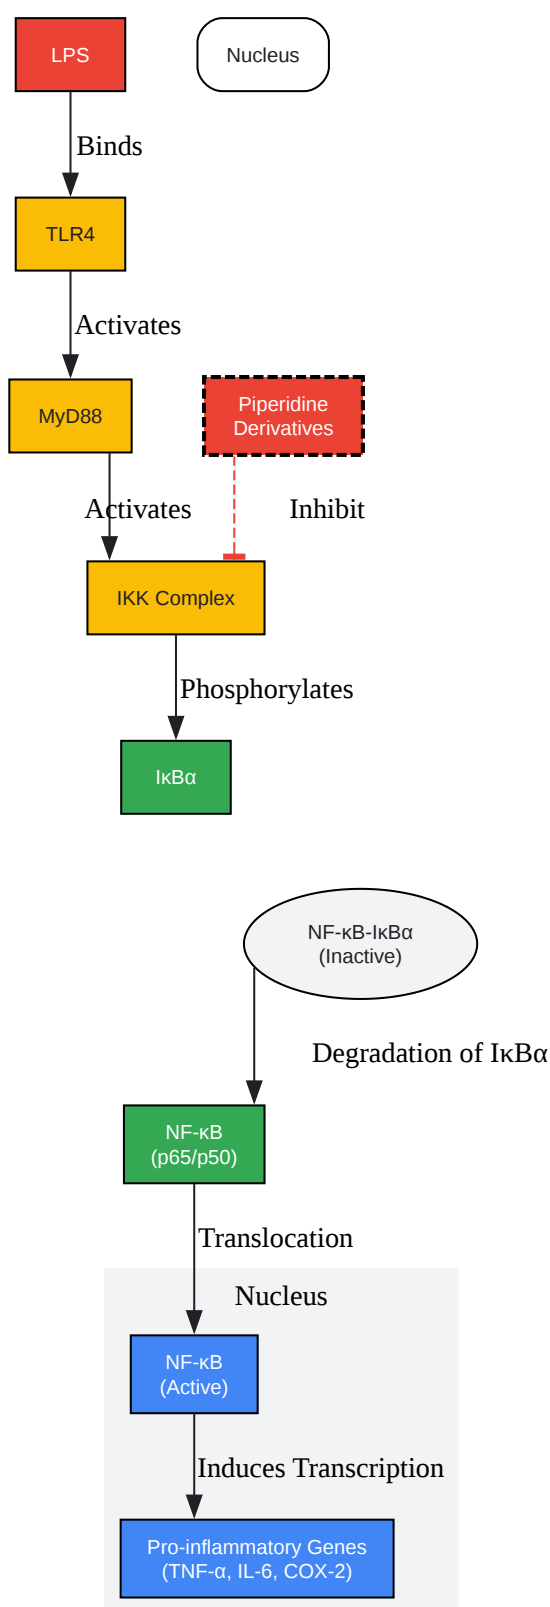 LPS
Nucleus
Binds
TLR4
Activates
MyD88
Piperidine
Derivatives
Activates
Inhibit
IKK Complex
Phosphorylates
IκBα
NF-κB-IκBα
(Inactive)
Degradation of IκBα
NF-κB
(p65/p50)
Translocation
Nucleus
NF-κB
(Active)
Induces Transcription
Pro-inflammatory Genes
(TNF-α, IL-6, COX-2)